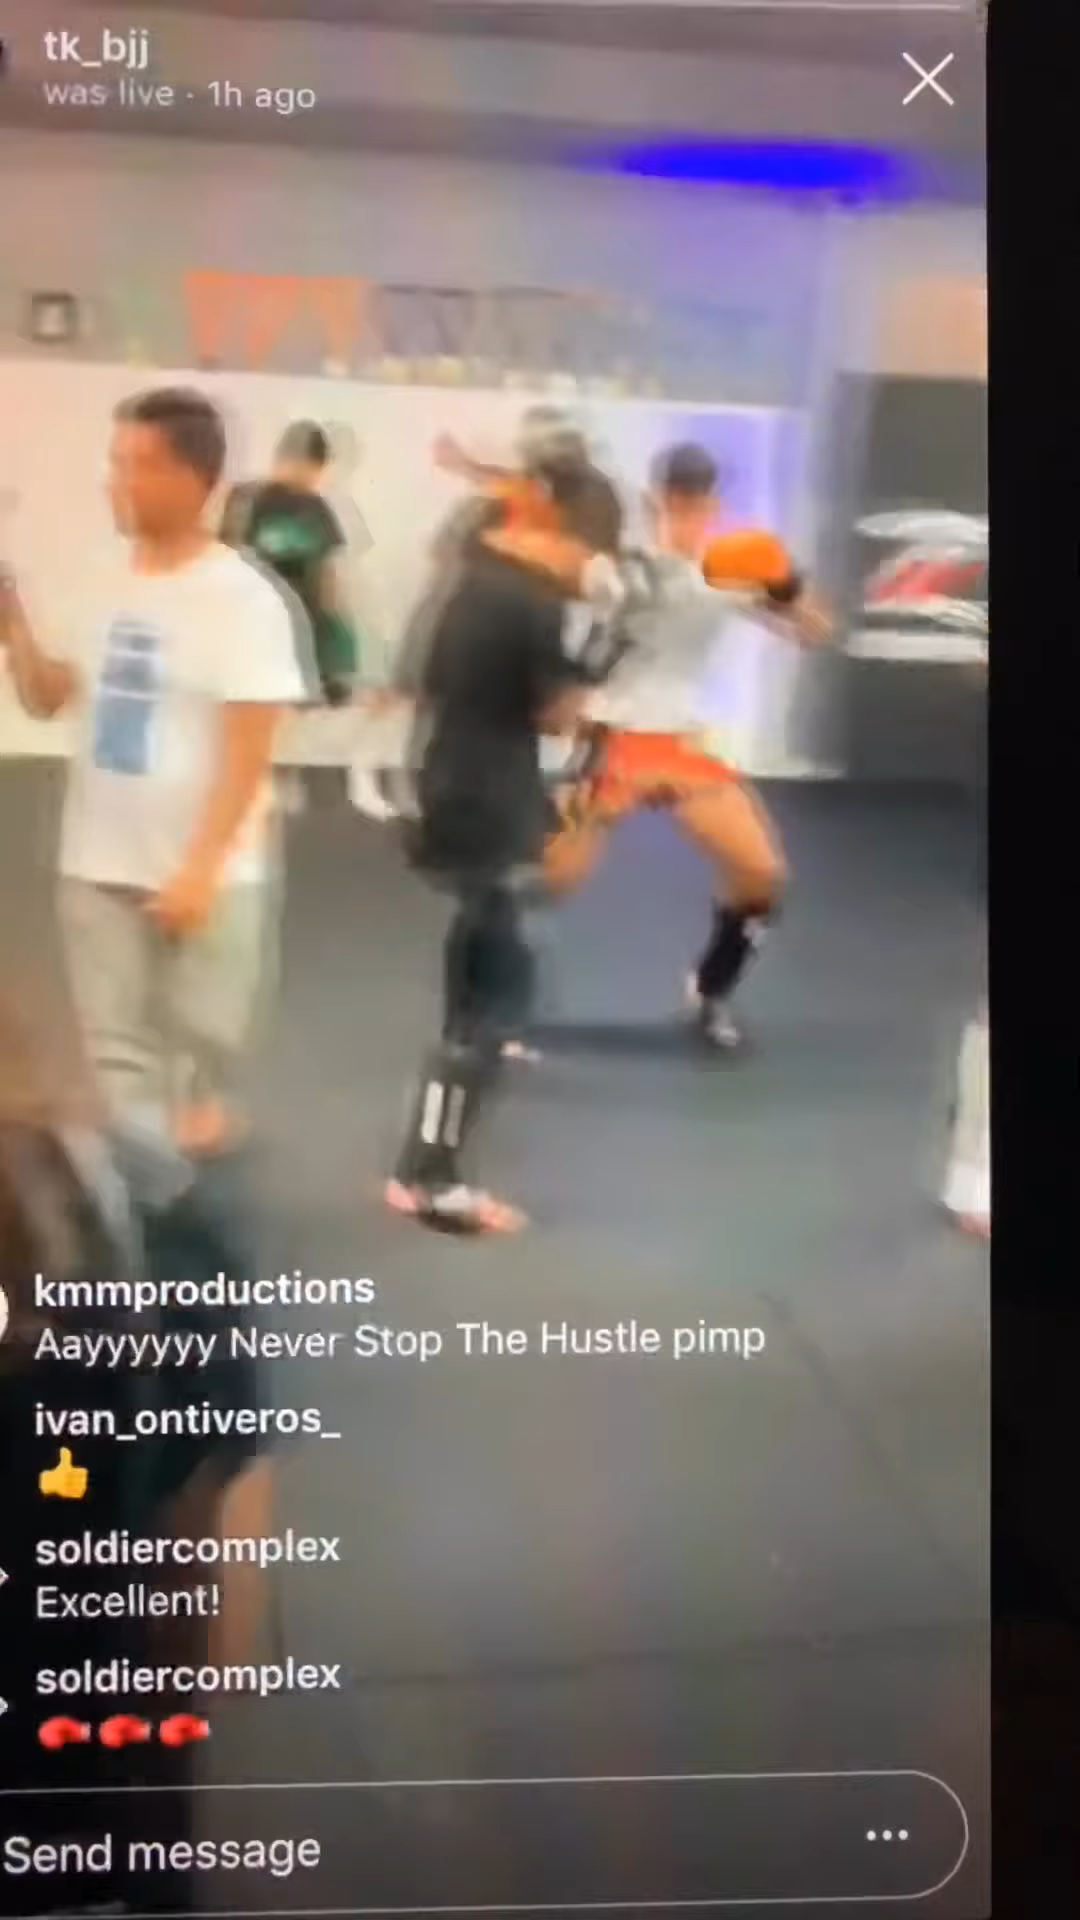 tk_bjj
was live · 1h ago
kmmproductions
Aayyyyyy Never Stop The Hustle pimp
ivan_ontiveros_
👍
soldiercomplex
Excellent!
soldiercomplex
🥊🥊🥊
Send message